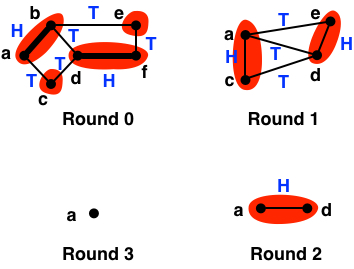 b T e
H T T
a T T
c d H f
Round 0
a T e
H T H
c T d
Round 1
a
Round 3
H
a d
Round 2